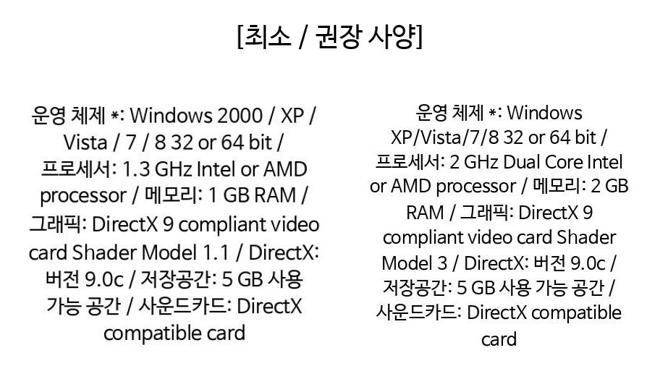 [최소 / 권장 사양]
운영 체제 *: Windows 2000 / XP /
Vista / 7 / 8 32 or 64 bit /
프로세서: 1.3 GHz Intel or AMD
processor / 메모리: 1 GB RAM /
그래픽: DirectX 9 compliant video
card Shader Model 1.1 / DirectX:
버전 9.0c / 저장공간: 5 GB 사용
가능 공간 / 사운드카드: DirectX
compatible card
운영 체제 *: Windows
XP/Vista/7/8 32 or 64 bit /
프로세서: 2 GHz Dual Core Intel
or AMD processor / 메모리: 2 GB
RAM / 그래픽: DirectX 9
compliant video card Shader
Model 3 / DirectX: 버전 9.0c /
저장공간: 5 GB 사용 가능 공간 /
사운드카드: DirectX compatible
card